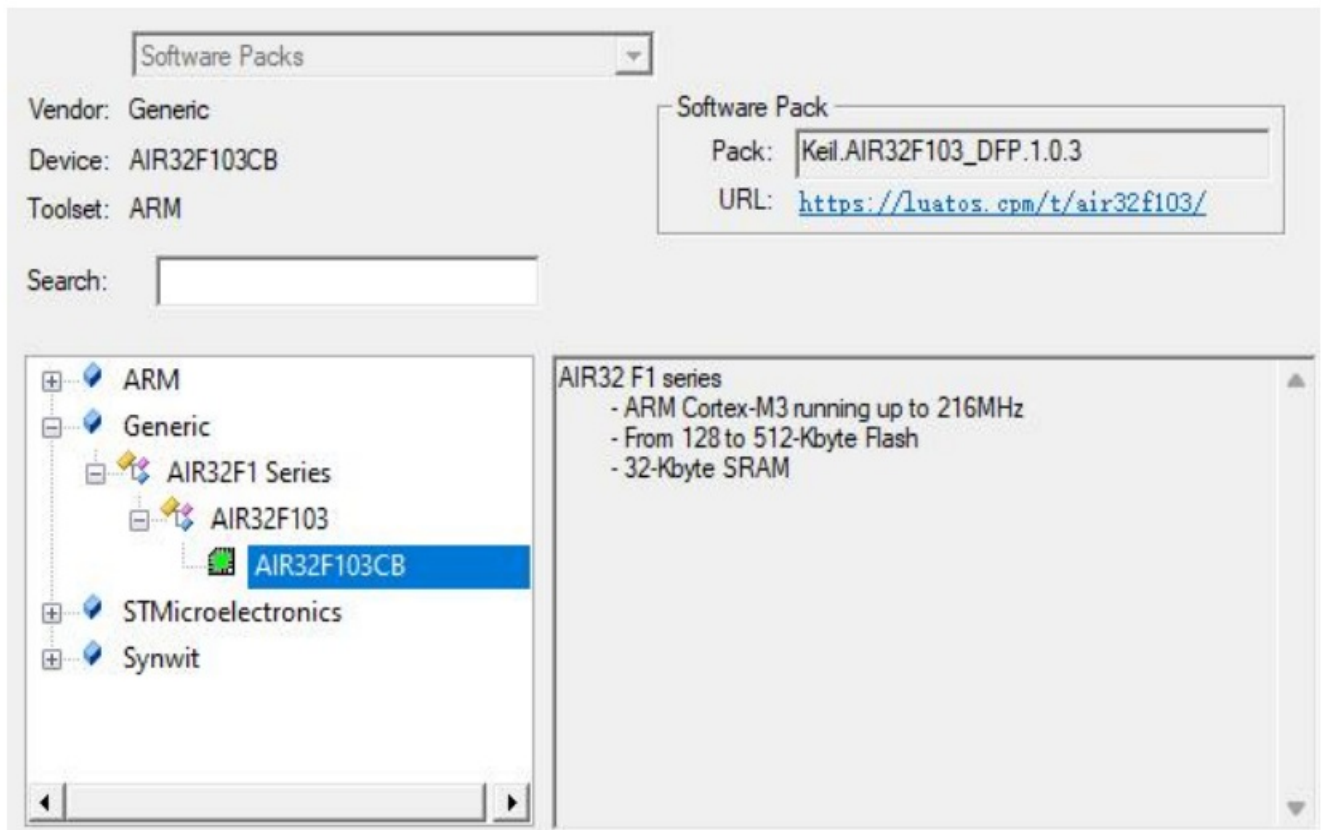 Software Packs
Vendor: Generic
Device: AIR32F103CB
Toolset: ARM
Software Pack
Pack: Keil.AIR32F103_DFP.1.0.3
URL: https://luatos.cpm/t/air32f103/
Search:
ARM
Generic
AIR32F1 Series
AIR32F103
AIR32F103CB
STMicroelectronics
Synwit
AIR32 F1 series
- ARM Cortex-M3 running up to 216MHz
- From 128 to 512-Kbyte Flash
- 32-Kbyte SRAM